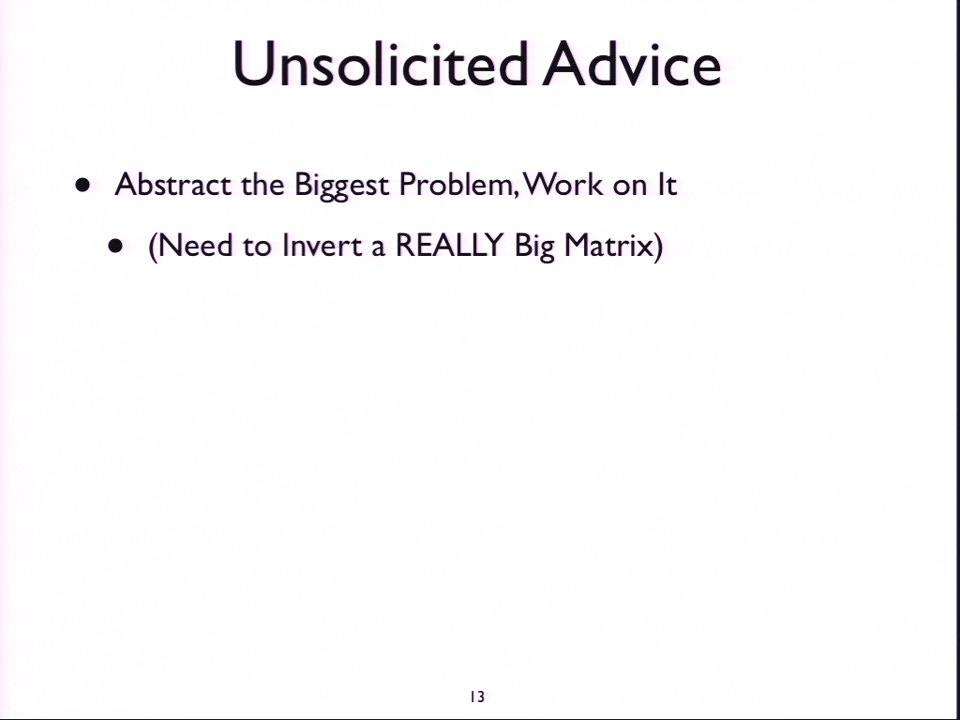 Unsolicited Advice
• Abstract the Biggest Problem, Work on It
• (Need to Invert a REALLY Big Matrix)
13